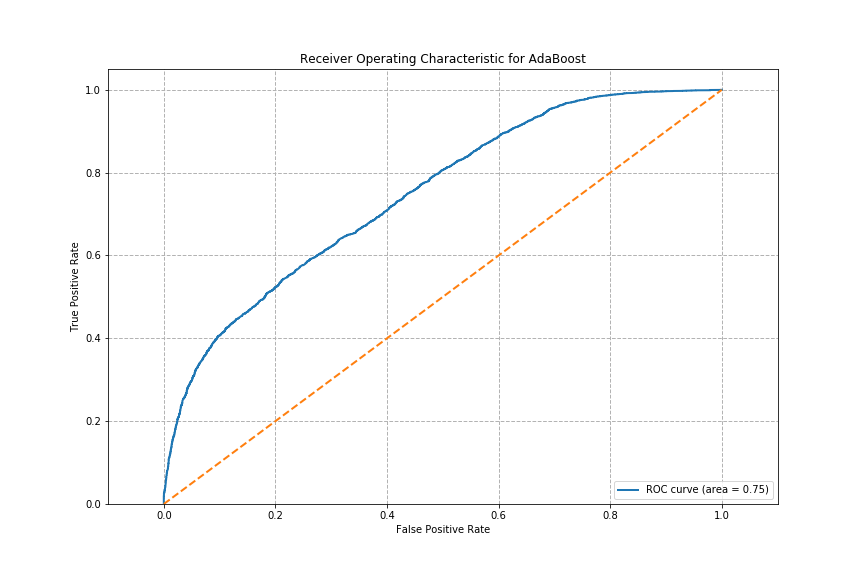 Receiver Operating Characteristic for AdaBoost
1.0
0.8
0.6
0.4
0.2
0.0
True Positive Rate
0.0 0.2 0.4 0.6 0.8 1.0
False Positive Rate
ROC curve (area = 0.75)